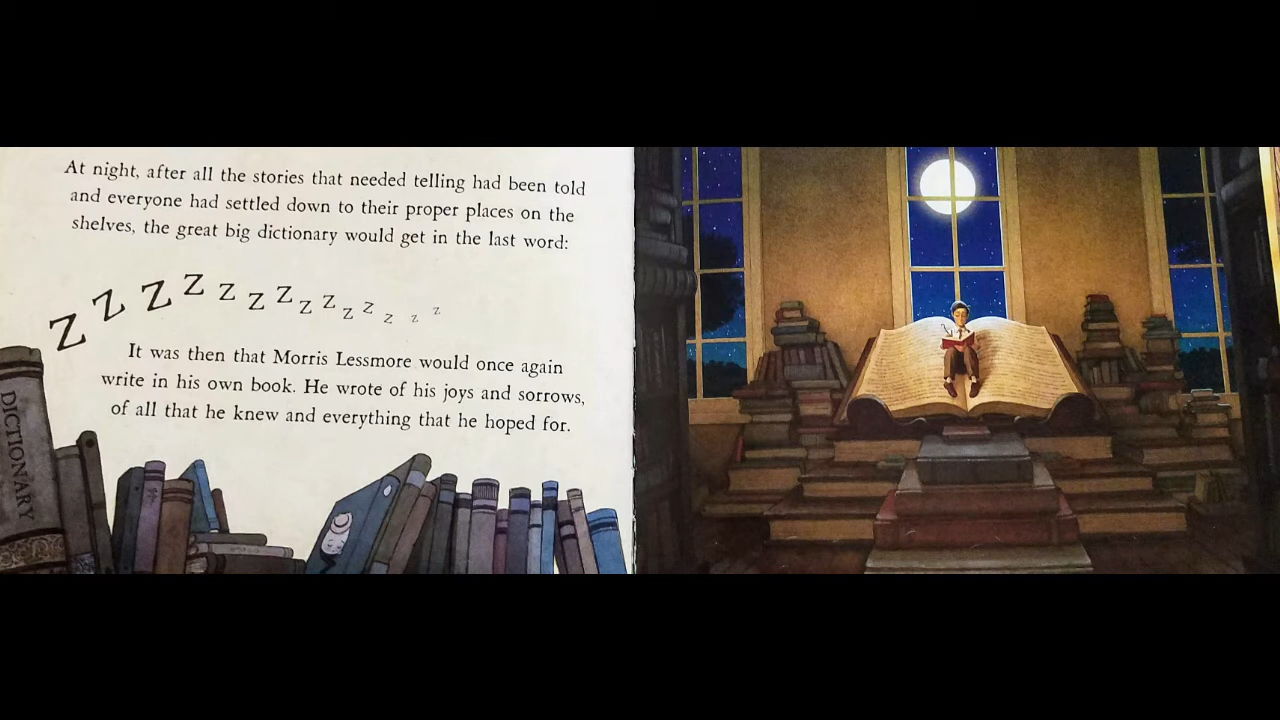 At night, after all the stories that needed telling had been told
and everyone had settled down to their proper places on the
shelves, the great big dictionary would get in the last word:
Z Z Z Z Z Z Z Z Z Z Z Z Z Z
It was then that Morris Lessmore would once again
write in his own book. He wrote of his joys and sorrows,
of all that he knew and everything that he hoped for.
DICTIONARY